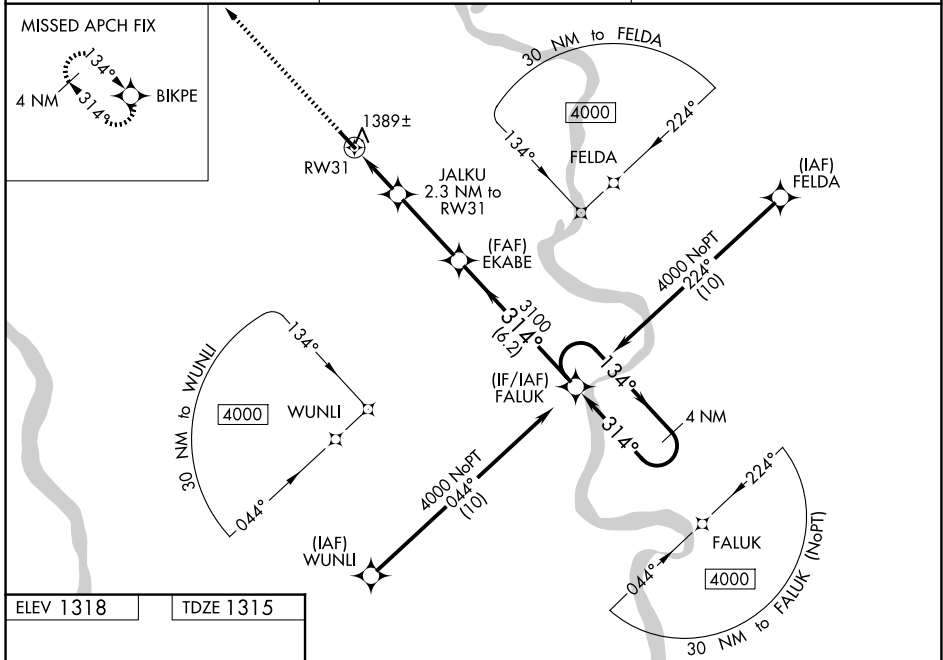 MISSED APCH FIX
134°
4 NM
314°
BIKPE
30 NM to FELDA
4000
134°
224°
FELDA
1389±
RW31
JALKU
2.3 NM to
RW31
(IAF)
FELDA
(FAF)
EKABE
4000 NoPT
224°
(10)
3100
314°
(6.2)
(IF/IAF)
FALUK
134°
4 NM
314°
30 NM to WUNLI
134°
4000
WUNLI
044°
4000 NoPT
044°
(10)
(IAF)
WUNLI
224°
FALUK
044°
4000
30 NM to FALUK (NoPT)
ELEV 1318
TDZE 1315